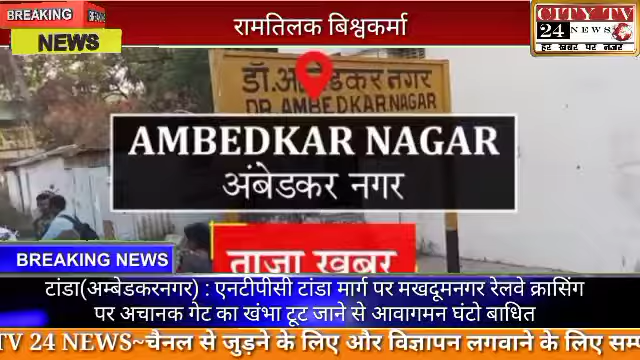 BREAKING
NEWS
रामतिलक बिश्वकर्मा
CITY TV
24 NEWS
हर खबर पर नजर
डॉ.अम्बेडकर नगर
DR. AMBEDKAR NAGAR
AMBEDKAR NAGAR
अंबेडकर नगर
ताजा खबर
BREAKING NEWS
टांडा(अम्बेडकरनगर) : एनटीपीसी टांडा मार्ग पर मखदूमनगर रेलवे क्रासिंग
पर अचानक गेट का खंभा टूट जाने से आवागमन घंटो बाधित
TV 24 NEWS~चैनल से जुड़ने के लिए और विज्ञापन लगवाने के लिए सम्प